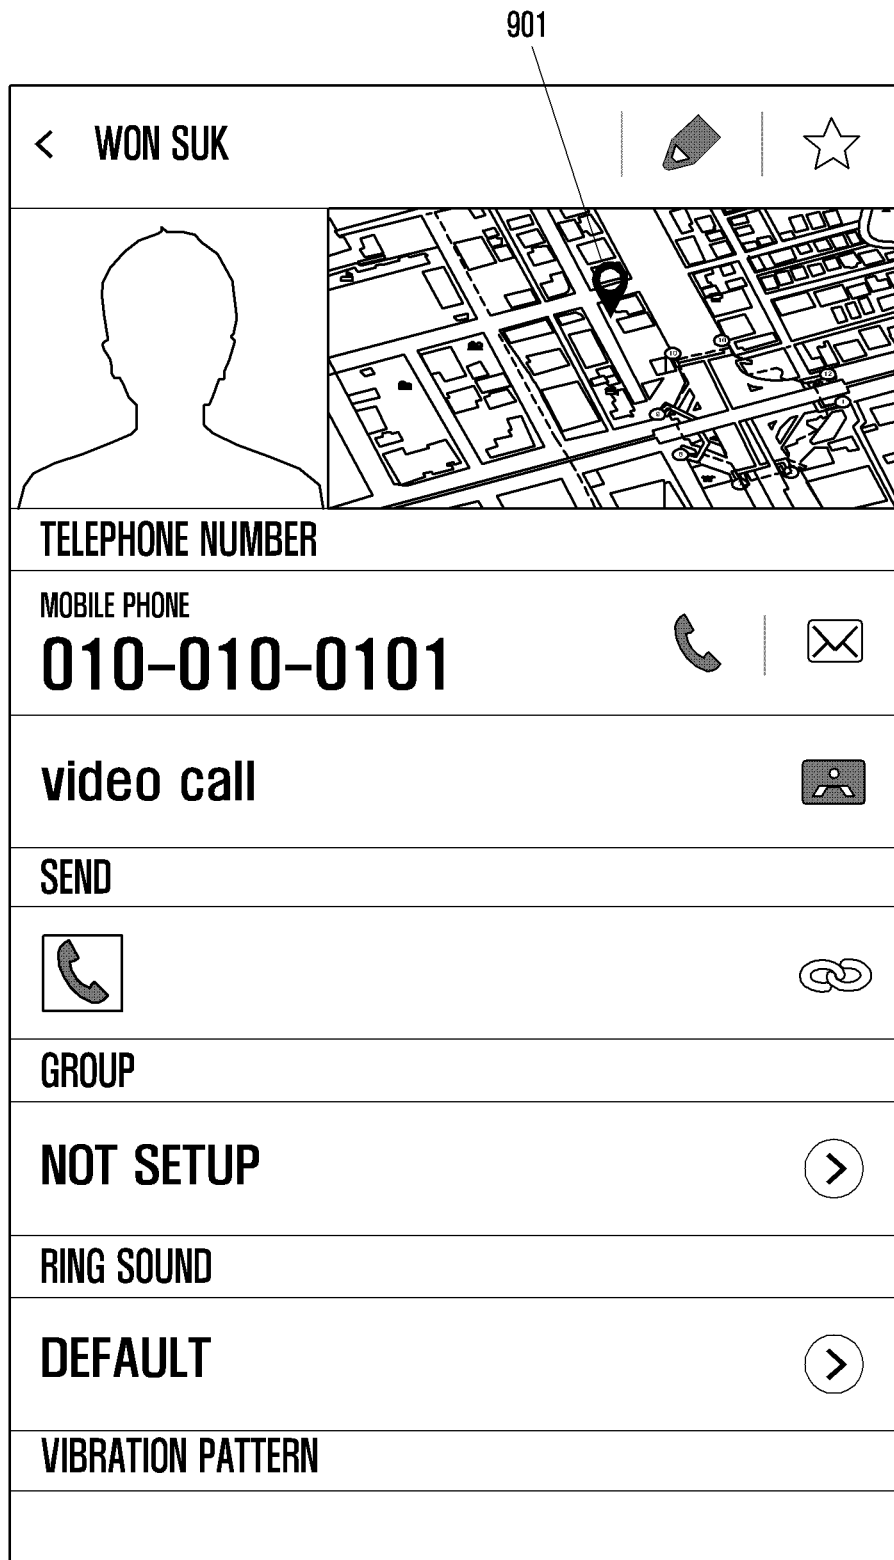 901
< WON SUK
TELEPHONE NUMBER
MOBILE PHONE
010-010-0101
video call
SEND
GROUP
NOT SETUP
RING SOUND
DEFAULT
VIBRATION PATTERN